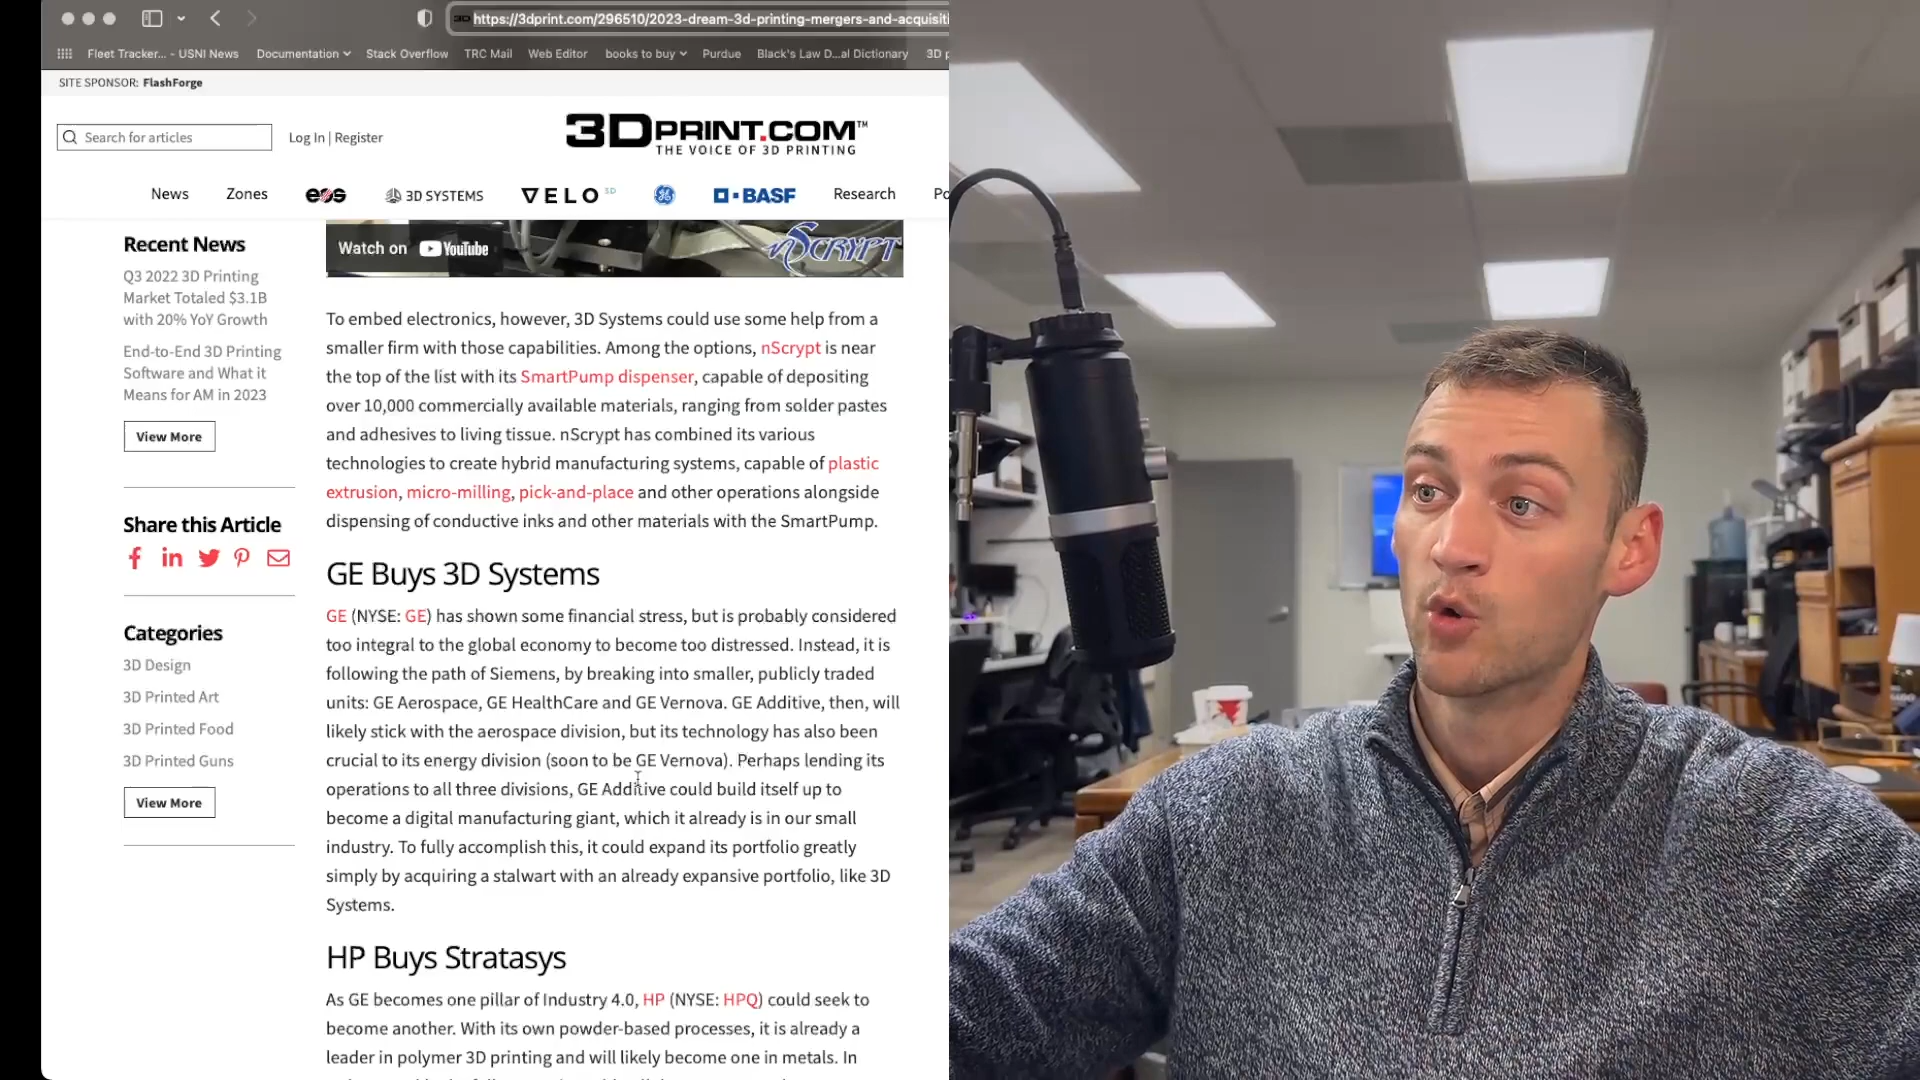 https://3dprint.com/296510/2023-dream-3d-printing-mergers-and-acquisiti
Fleet Tracker... - USNI News Documentation Stack Overflow TRC Mail Web Editor books to buy Purdue Black's Law D...al Dictionary 3D p
SITE SPONSOR: FlashForge
Search for articles
Log In | Register
3DPRINT.COM™
THE VOICE OF 3D PRINTING
News Zones eos 3D SYSTEMS VELO 3D GE BASF Research Po
Recent News
Q3 2022 3D Printing
Market Totaled $3.1B
with 20% YoY Growth
End-to-End 3D Printing
Software and What it
Means for AM in 2023
View More
Share this Article
Categories
3D Design
3D Printed Art
3D Printed Food
3D Printed Guns
View More
Watch on YouTube
nScrypt
To embed electronics, however, 3D Systems could use some help from a
smaller firm with those capabilities. Among the options, nScrypt is near
the top of the list with its SmartPump dispenser, capable of depositing
over 10,000 commercially available materials, ranging from solder pastes
and adhesives to living tissue. nScrypt has combined its various
technologies to create hybrid manufacturing systems, capable of plastic
extrusion, micro-milling, pick-and-place and other operations alongside
dispensing of conductive inks and other materials with the SmartPump.
GE Buys 3D Systems
GE (NYSE: GE) has shown some financial stress, but is probably considered
too integral to the global economy to become too distressed. Instead, it is
following the path of Siemens, by breaking into smaller, publicly traded
units: GE Aerospace, GE HealthCare and GE Vernova. GE Additive, then, will
likely stick with the aerospace division, but its technology has also been
crucial to its energy division (soon to be GE Vernova). Perhaps lending its
operations to all three divisions, GE Additive could build itself up to
become a digital manufacturing giant, which it already is in our small
industry. To fully accomplish this, it could expand its portfolio greatly
simply by acquiring a stalwart with an already expansive portfolio, like 3D
Systems.
HP Buys Stratasys
As GE becomes one pillar of Industry 4.0, HP (NYSE: HPQ) could seek to
become another. With its own powder-based processes, it is already a
leader in polymer 3D printing and will likely become one in metals. In